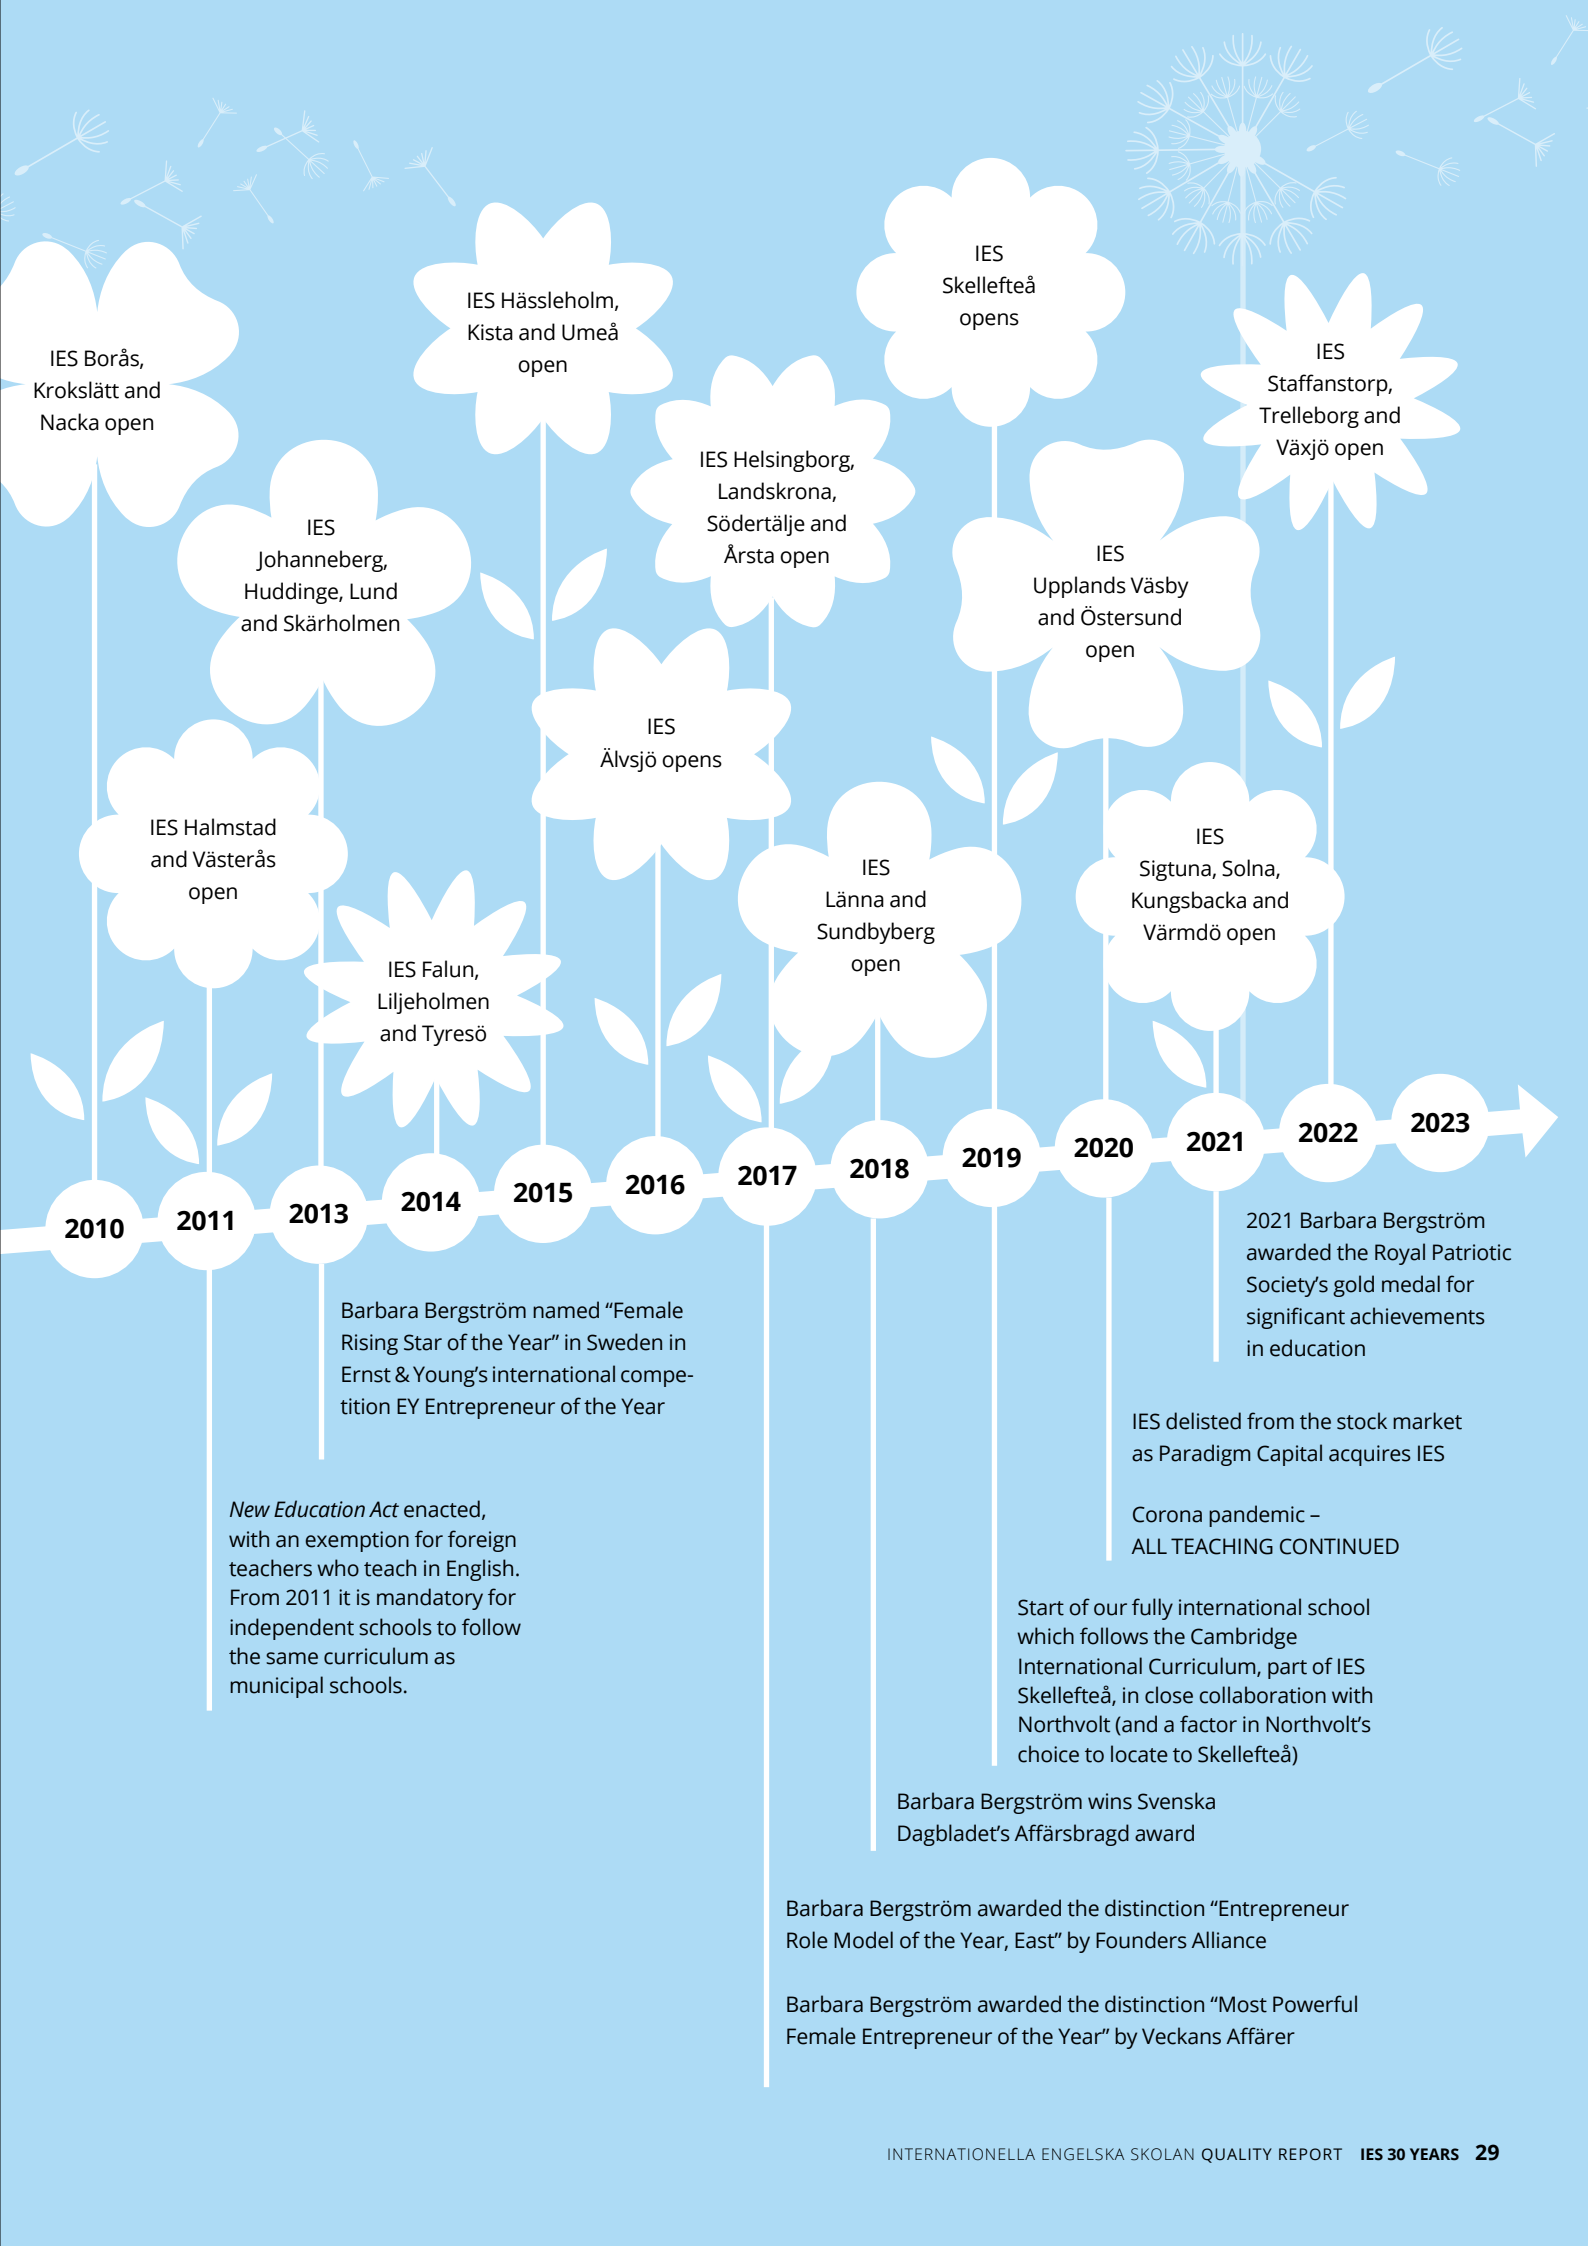 IES Borås,
Krokslätt and
Nacka open
IES Halmstad
and Västerås
open
IES
Johanneberg,
Huddinge, Lund
and Skärholmen
IES Falun,
Liljeholmen
and Tyresö
IES Hässleholm,
Kista and Umeå
open
IES
Älvsjö opens
IES Helsingborg,
Landskrona,
Södertälje and
Årsta open
IES
Länna and
Sundbyberg
open
IES
Skellefteå
opens
IES
Upplands Väsby
and Östersund
open
IES
Sigtuna, Solna,
Kungsbacka and
Värmdö open
IES
Staffanstorp,
Trelleborg and
Växjö open
2010
2011
2013
2014
2015
2016
2017
2018
2019
2020
2021
2022
2023
2021 Barbara Bergström
awarded the Royal Patriotic
Society’s gold medal for
significant achievements
in education
Barbara Bergström named “Female
Rising Star of the Year” in Sweden in
Ernst & Young’s international compe-
tition EY Entrepreneur of the Year
IES delisted from the stock market
as Paradigm Capital acquires IES
Corona pandemic –
ALL TEACHING CONTINUED
New Education Act enacted,
with an exemption for foreign
teachers who teach in English.
From 2011 it is mandatory for
independent schools to follow
the same curriculum as
municipal schools.
Start of our fully international school
which follows the Cambridge
International Curriculum, part of IES
Skellefteå, in close collaboration with
Northvolt (and a factor in Northvolt’s
choice to locate to Skellefteå)
Barbara Bergström wins Svenska
Dagbladet’s Affärsbragd award
Barbara Bergström awarded the distinction “Entrepreneur
Role Model of the Year, East” by Founders Alliance
Barbara Bergström awarded the distinction “Most Powerful
Female Entrepreneur of the Year” by Veckans Affärer
INTERNATIONELLA ENGELSKA SKOLAN QUALITY REPORT IES 30 YEARS 29